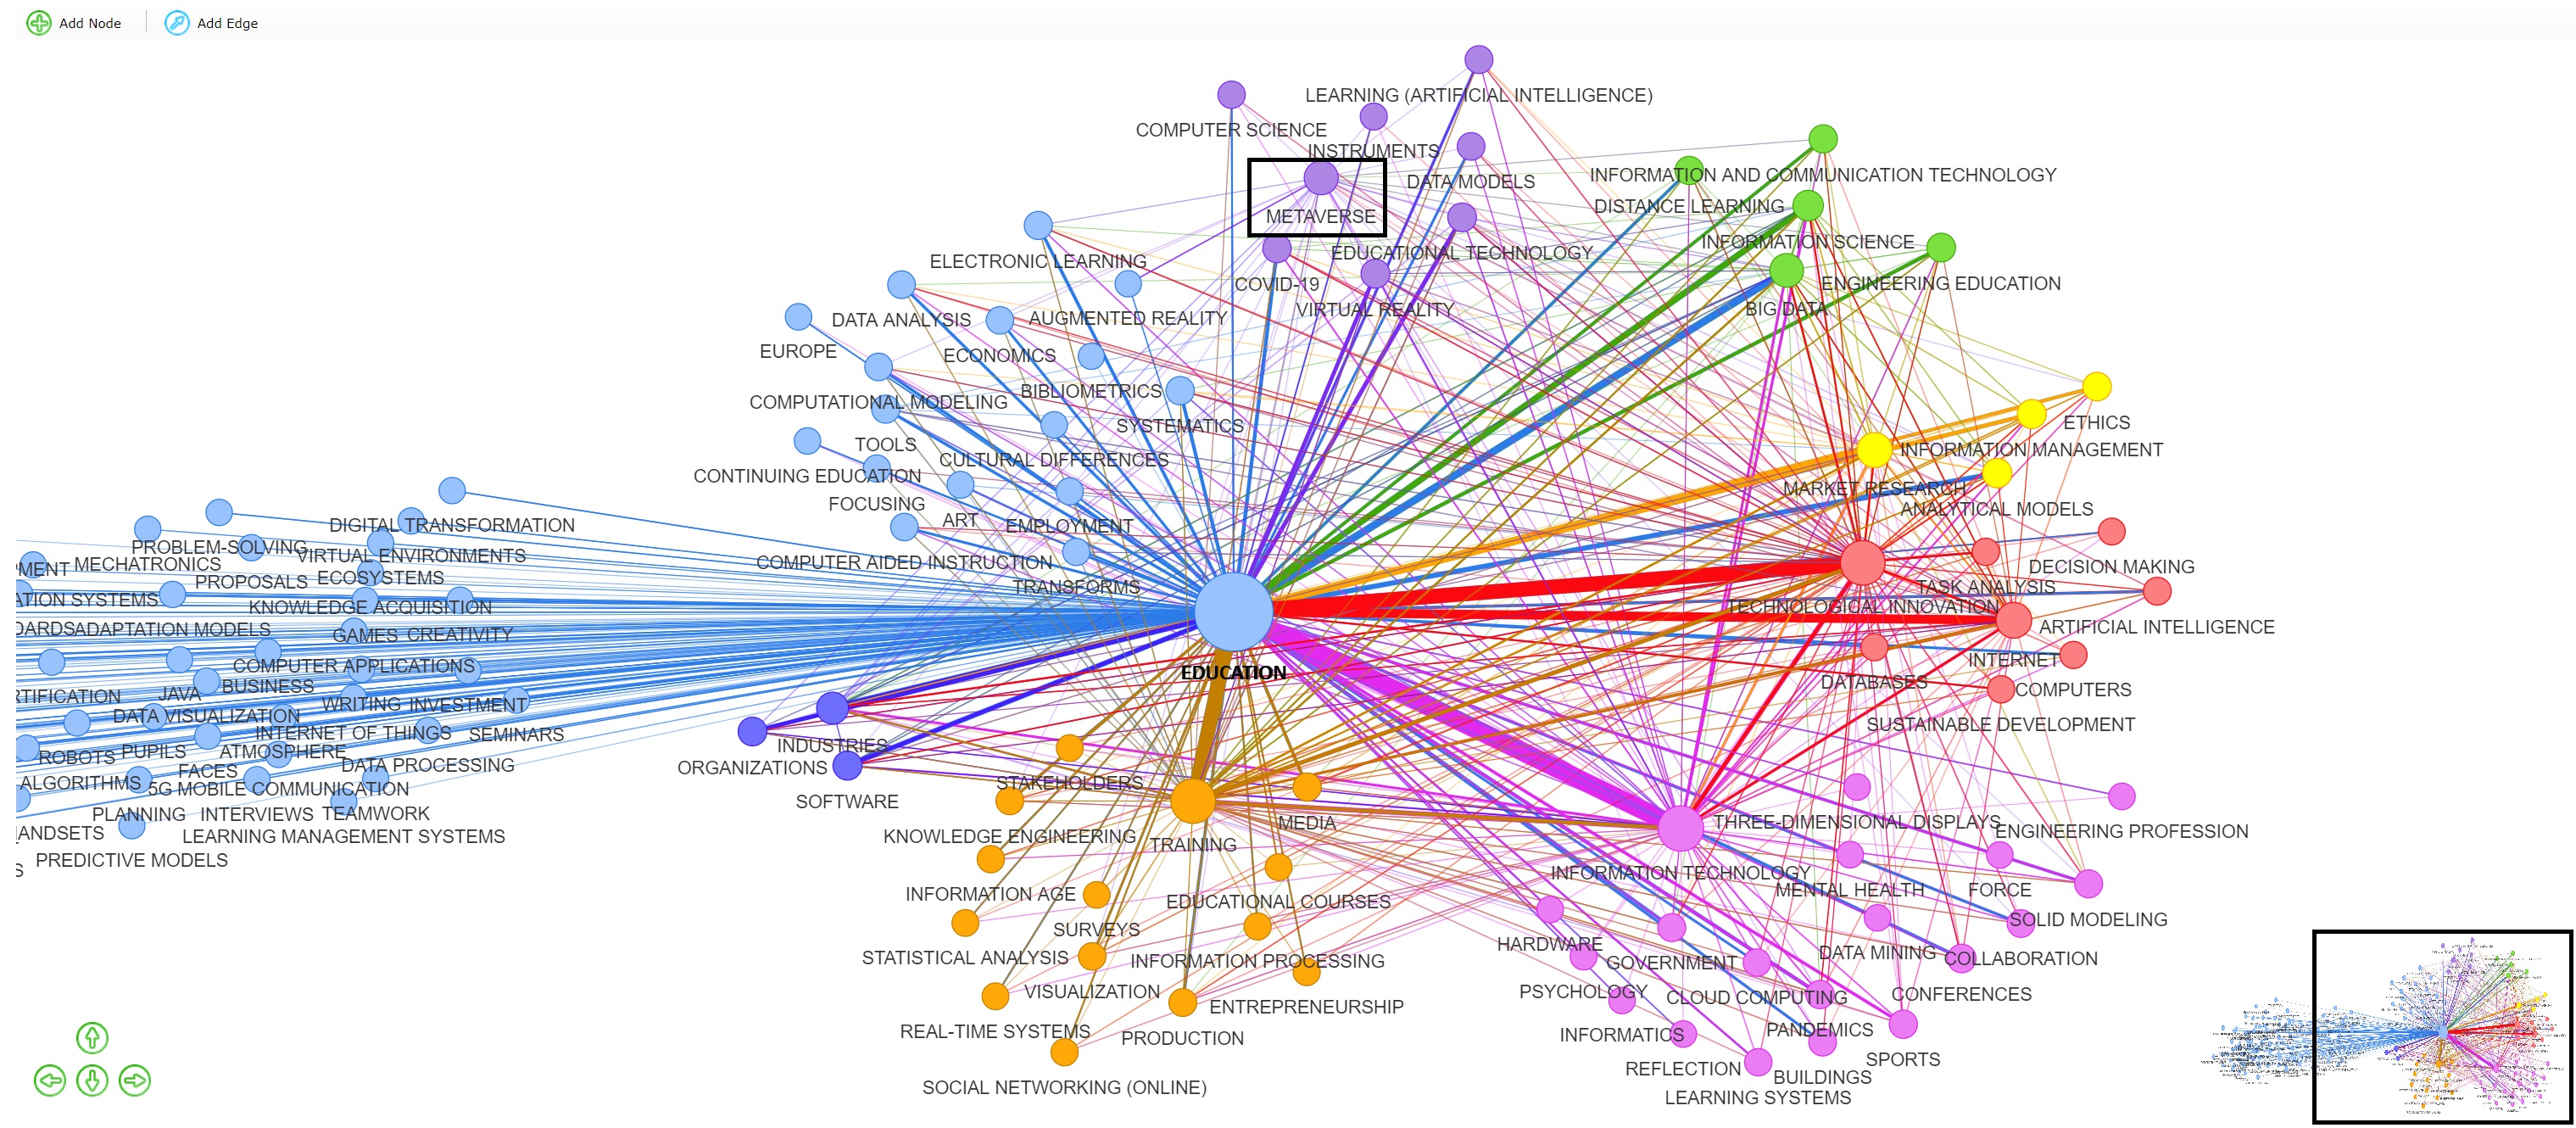 Add Node
Add Edge
LEARNING (ARTIFICIAL INTELLIGENCE)
COMPUTER SCIENCE
INSTRUMENTS
DATA MODELS
INFORMATION AND COMMUNICATION TECHNOLOGY
METAVERSE
DISTANCE LEARNING
INFORMATION SCIENCE
EDUCATIONAL TECHNOLOGY
ELECTRONIC LEARNING
COVID-19
ENGINEERING EDUCATION
VIRTUAL REALITY
BIG DATA
DATA ANALYSIS
AUGMENTED REALITY
EUROPE
ECONOMICS
BIBLIOMETRICS
COMPUTATIONAL MODELING
SYSTEMATICS
ETHICS
TOOLS
INFORMATION MANAGEMENT
CULTURAL DIFFERENCES
CONTINUING EDUCATION
MARKET RESEARCH
FOCUSING
ANALYTICAL MODELS
ART
EMPLOYMENT
DIGITAL TRANSFORMATION
PROBLEM-SOLVING
VIRTUAL ENVIRONMENTS
COMPUTER AIDED INSTRUCTION
MENT
MECHATRONICS
DECISION MAKING
PROPOSALS
ECOSYSTEMS
TRANSFORMS
TASK ANALYSIS
ATION SYSTEMS
KNOWLEDGE ACQUISITION
TECHNOLOGICAL INNOVATION
DARDS
ADAPTATION MODELS
GAMES
CREATIVITY
ARTIFICIAL INTELLIGENCE
COMPUTER APPLICATIONS
INTERNET
EDUCATION
DATABASES
RTIFICATION
JAVA
BUSINESS
COMPUTERS
WRITING
INVESTMENT
DATA VISUALIZATION
SUSTAINABLE DEVELOPMENT
INTERNET OF THINGS
SEMINARS
INDUSTRIES
ROBOTS
PUPILS
ATMOSPHERE
ORGANIZATIONS
FACES
DATA PROCESSING
ALGORITHMS
5G MOBILE COMMUNICATION
STAKEHOLDERS
SOFTWARE
PLANNING
INTERVIEWS
TEAMWORK
MEDIA
THREE-DIMENSIONAL DISPLAYS
ANDSETS
LEARNING MANAGEMENT SYSTEMS
KNOWLEDGE ENGINEERING
TRAINING
ENGINEERING PROFESSION
PREDICTIVE MODELS
S
INFORMATION TECHNOLOGY
INFORMATION AGE
MENTAL HEALTH
FORCE
EDUCATIONAL COURSES
SOLID MODELING
SURVEYS
HARDWARE
STATISTICAL ANALYSIS
INFORMATION PROCESSING
GOVERNMENT
DATA MINING
COLLABORATION
VISUALIZATION
PSYCHOLOGY
CLOUD COMPUTING
CONFERENCES
ENTREPRENEURSHIP
REAL-TIME SYSTEMS
PRODUCTION
INFORMATICS
PANDEMICS
SPORTS
REFLECTION
BUILDINGS
SOCIAL NETWORKING (ONLINE)
LEARNING SYSTEMS